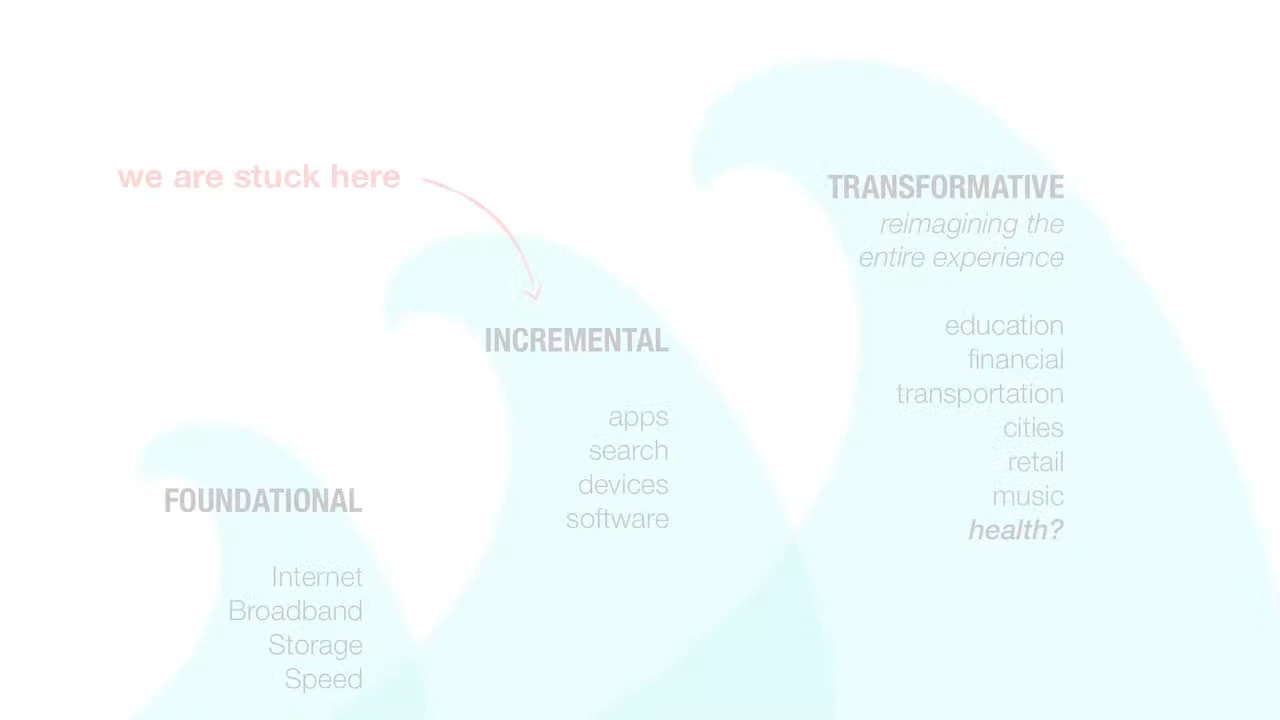 we are stuck here
TRANSFORMATIVE
reimagining the
entire experience
education
financial
transportation
cities
retail
music
health?
INCREMENTAL
apps
search
devices
software
FOUNDATIONAL
Internet
Broadband
Storage
Speed